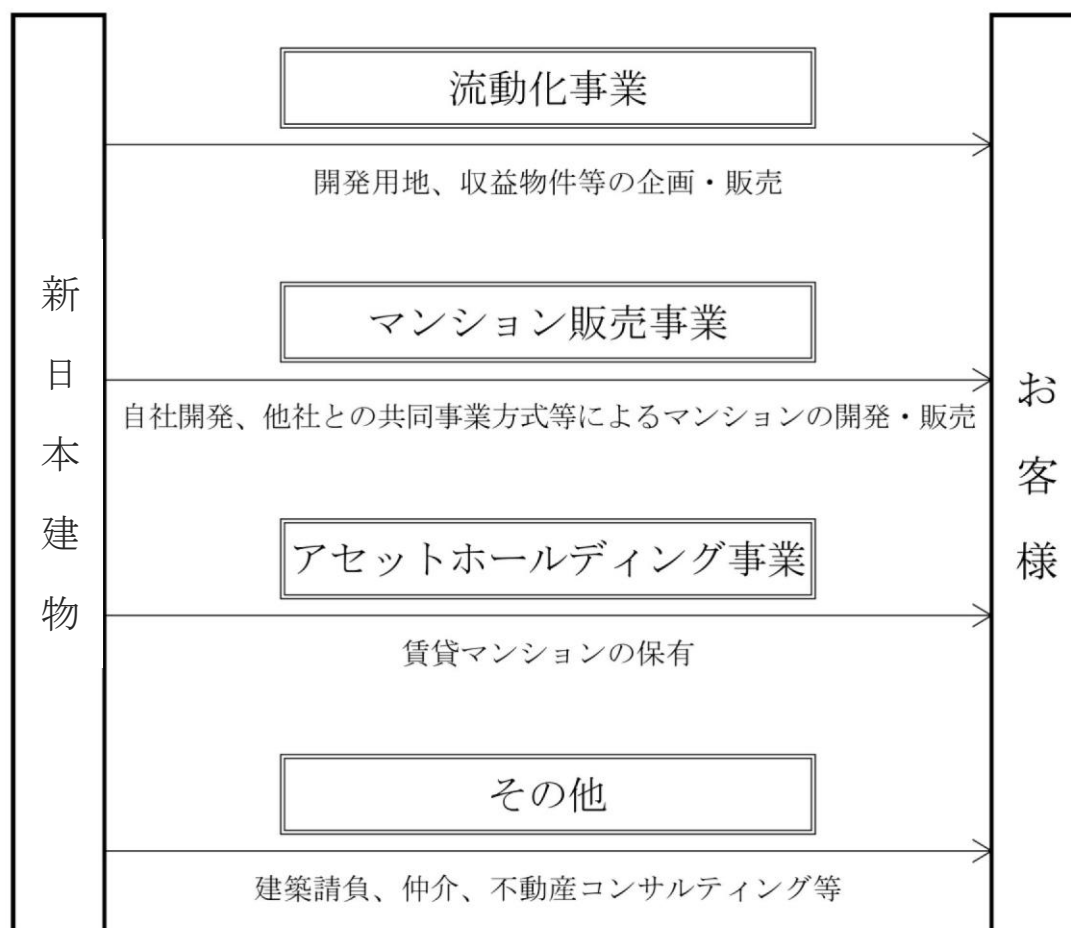 新日本建物
流動化事業
開発用地、収益物件等の企画・販売
マンション販売事業
自社開発、他社との共同事業方式等によるマンションの開発・販売
アセットホールディング事業
賃貸マンションの保有
その他
建築請負、仲介、不動産コンサルティング等
お客様